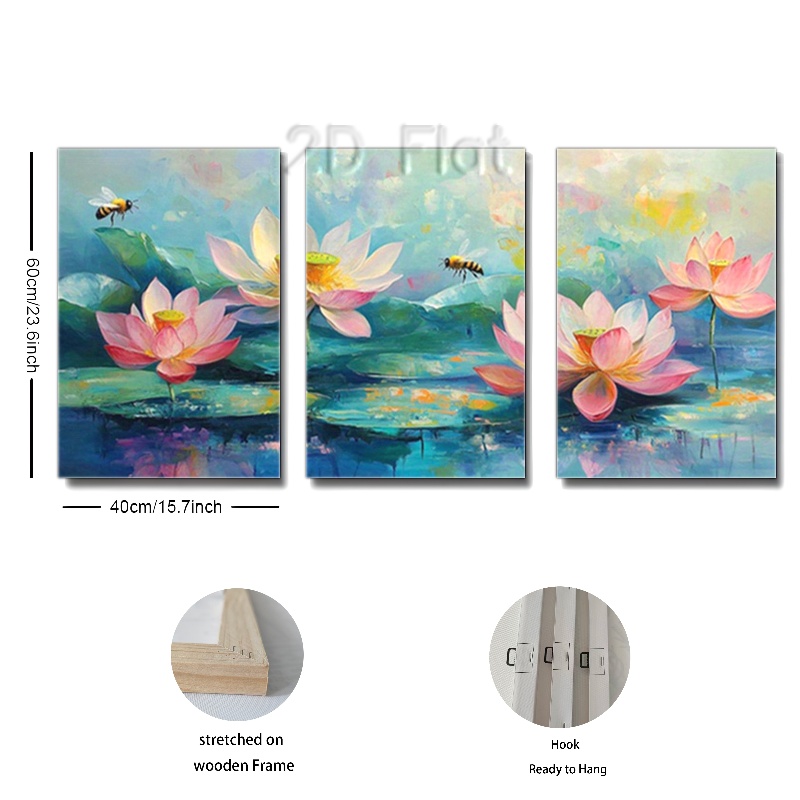 2D Flat
60cm/23.6inch
40cm/15.7inch
stretched on
wooden Frame
Hook
Ready to Hang